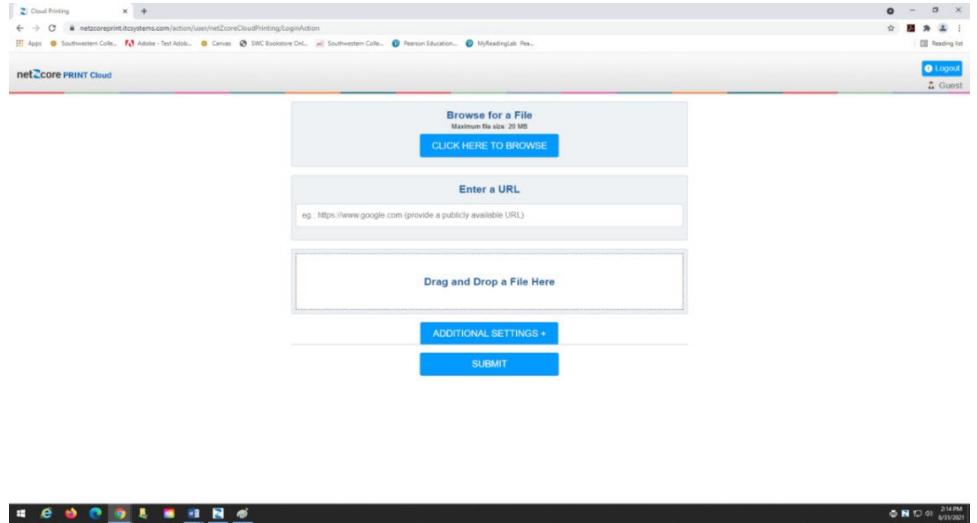 Cloud Printing
netzcoreprint.itcsystems.com/action/user/netZcoreCloudPrinting/LoginAction
Apps Southwestern Colle... Adobe - Test Adob... Canvas SWC Bookstore Onl... Southwestern Colle... Pearson Education... MyReadingLab Pea... Reading list
netZcore PRINT Cloud
Logout
Guest
Browse for a File
Maximum file size: 20 MB
CLICK HERE TO BROWSE
Enter a URL
eg.: https://www.google.com (provide a publicly available URL)
Drag and Drop a File Here
ADDITIONAL SETTINGS +
SUBMIT
2:14 PM
8/31/2021